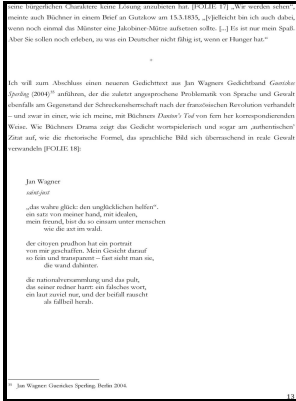 seine bürgerlichen Charaktere keine Lösung anzubieten hat. [FOLIE 17] „Wir werden sehen",
meinte auch Büchner in einem Brief an Gutzkow am 15.3.1835, „[v]ielleicht bin ich auch dabei,
wenn noch einmal das Münster eine Jakobiner-Mütze aufsetzen sollte. [...] Es ist nur mein Spaß.
Aber Sie sollen noch erleben, zu was ein Deutscher nicht fähig ist, wenn er Hunger hat."
*
Ich will zum Abschluss einen neueren Gedichttext aus Jan Wagners Gedichtband Guerickes
Sperling (2004)³⁹ anführen, der die zuletzt angesprochene Problematik von Sprache und Gewalt
ebenfalls am Gegenstand der Schreckensherrschaft nach der französischen Revolution verhandelt
– und zwar in einer, wie ich meine, mit Büchners Danton's Tod von fern her korrespondierenden
Weise. Wie Büchners Drama zeigt das Gedicht wortspielerisch und sogar am „authentischen'
Zitat auf, wie die rhetorische Formel, das sprachliche Bild sich überraschend in reale Gewalt
verwandeln [FOLIE 18]:
Jan Wagner
saint-just
„das wahre glück: den unglücklichen helfen".
ein satz von meiner hand, mit idealen,
mein freund, bist du so einsam unter menschen
wie die axt im wald.
der citoyen prudhon hat ein portrait
von mir geschaffen. Mein Gesicht darauf
so fein und transparent – fast sieht man sie,
die wand dahinter.
die nationalversammlung und das pult,
das seiner redner harrt: ein falsches wort,
ein laut zuviel nur, und der beifall rauscht
als fallbeil herab.
Jan Wagner: Guerickes Sperling. Berlin 2004.
13